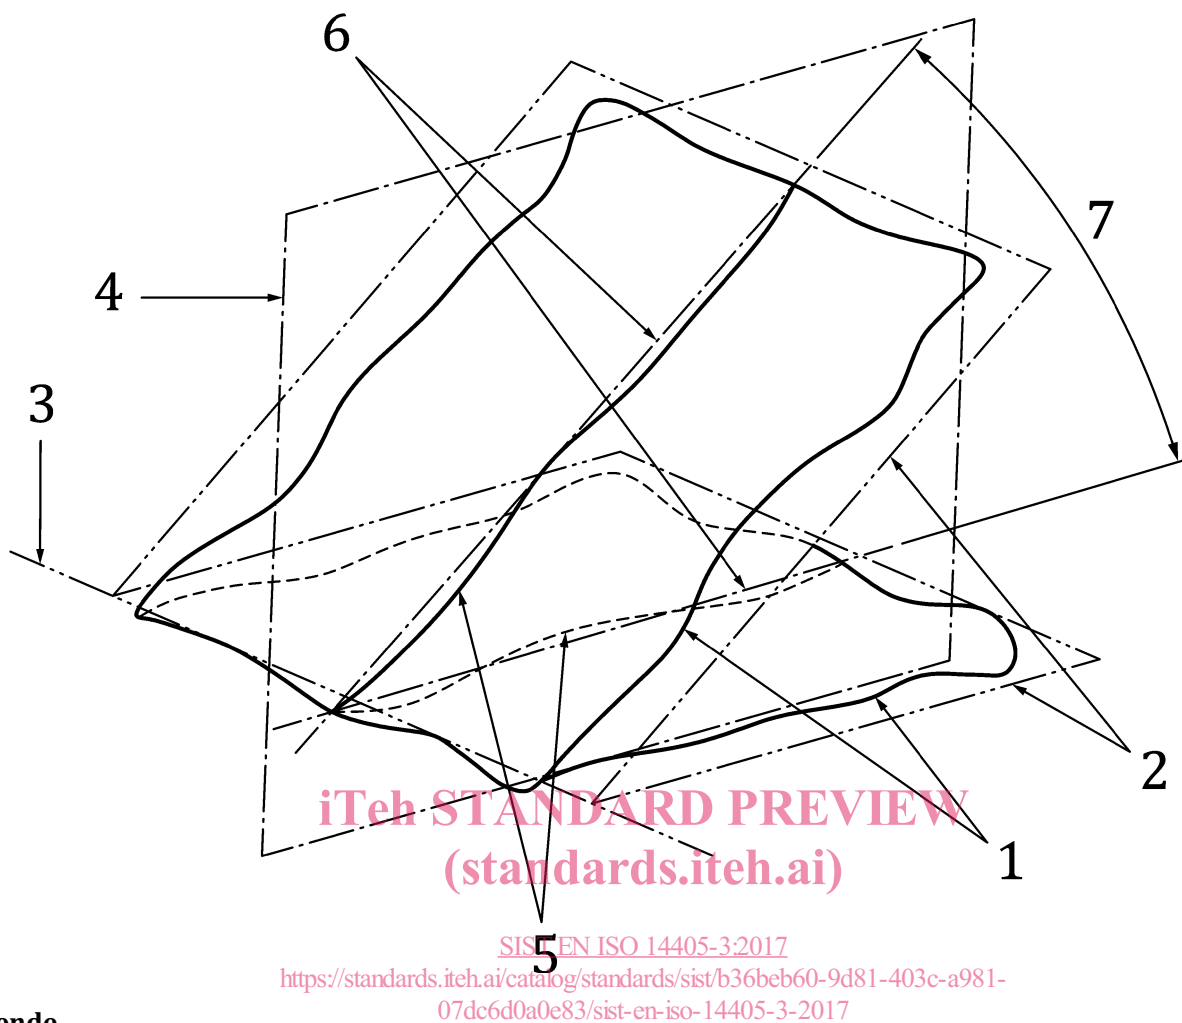 6
7
4
3
2
iTeh STANDARD PREVIEW
1
(standards.iteh.ai)
5
SIST EN ISO 14405-3:2017
https://standards.iteh.ai/catalog/standards/sist/b36beb60-9d81-403c-a981-
07dc6d0a0e83/sist-en-iso-14405-3-2017